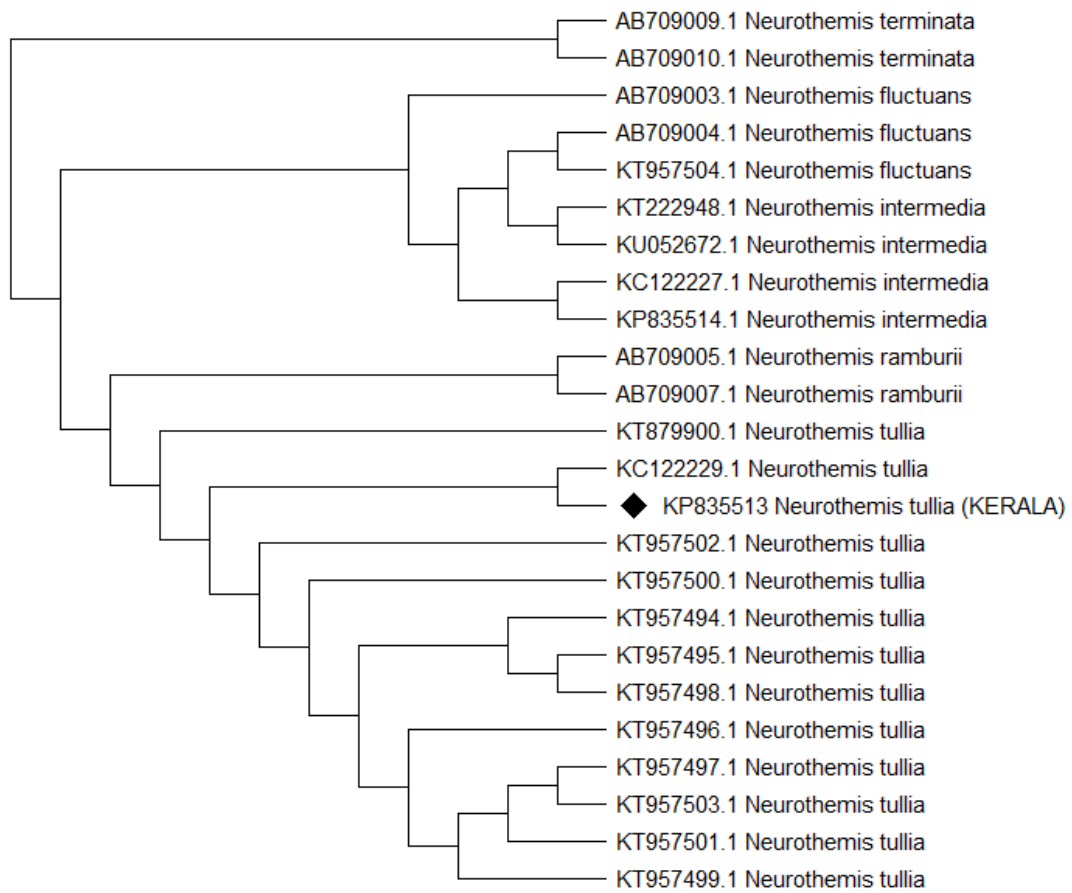 AB709009.1 Neurothemis terminata
AB709010.1 Neurothemis terminata
AB709003.1 Neurothemis fluctuans
AB709004.1 Neurothemis fluctuans
KT957504.1 Neurothemis fluctuans
KT222948.1 Neurothemis intermedia
KU052672.1 Neurothemis intermedia
KC122227.1 Neurothemis intermedia
KP835514.1 Neurothemis intermedia
AB709005.1 Neurothemis ramburii
AB709007.1 Neurothemis ramburii
KT879900.1 Neurothemis tullia
KC122229.1 Neurothemis tullia
KP835513 Neurothemis tullia (KERALA)
KT957502.1 Neurothemis tullia
KT957500.1 Neurothemis tullia
KT957494.1 Neurothemis tullia
KT957495.1 Neurothemis tullia
KT957498.1 Neurothemis tullia
KT957496.1 Neurothemis tullia
KT957497.1 Neurothemis tullia
KT957503.1 Neurothemis tullia
KT957501.1 Neurothemis tullia
KT957499.1 Neurothemis tullia